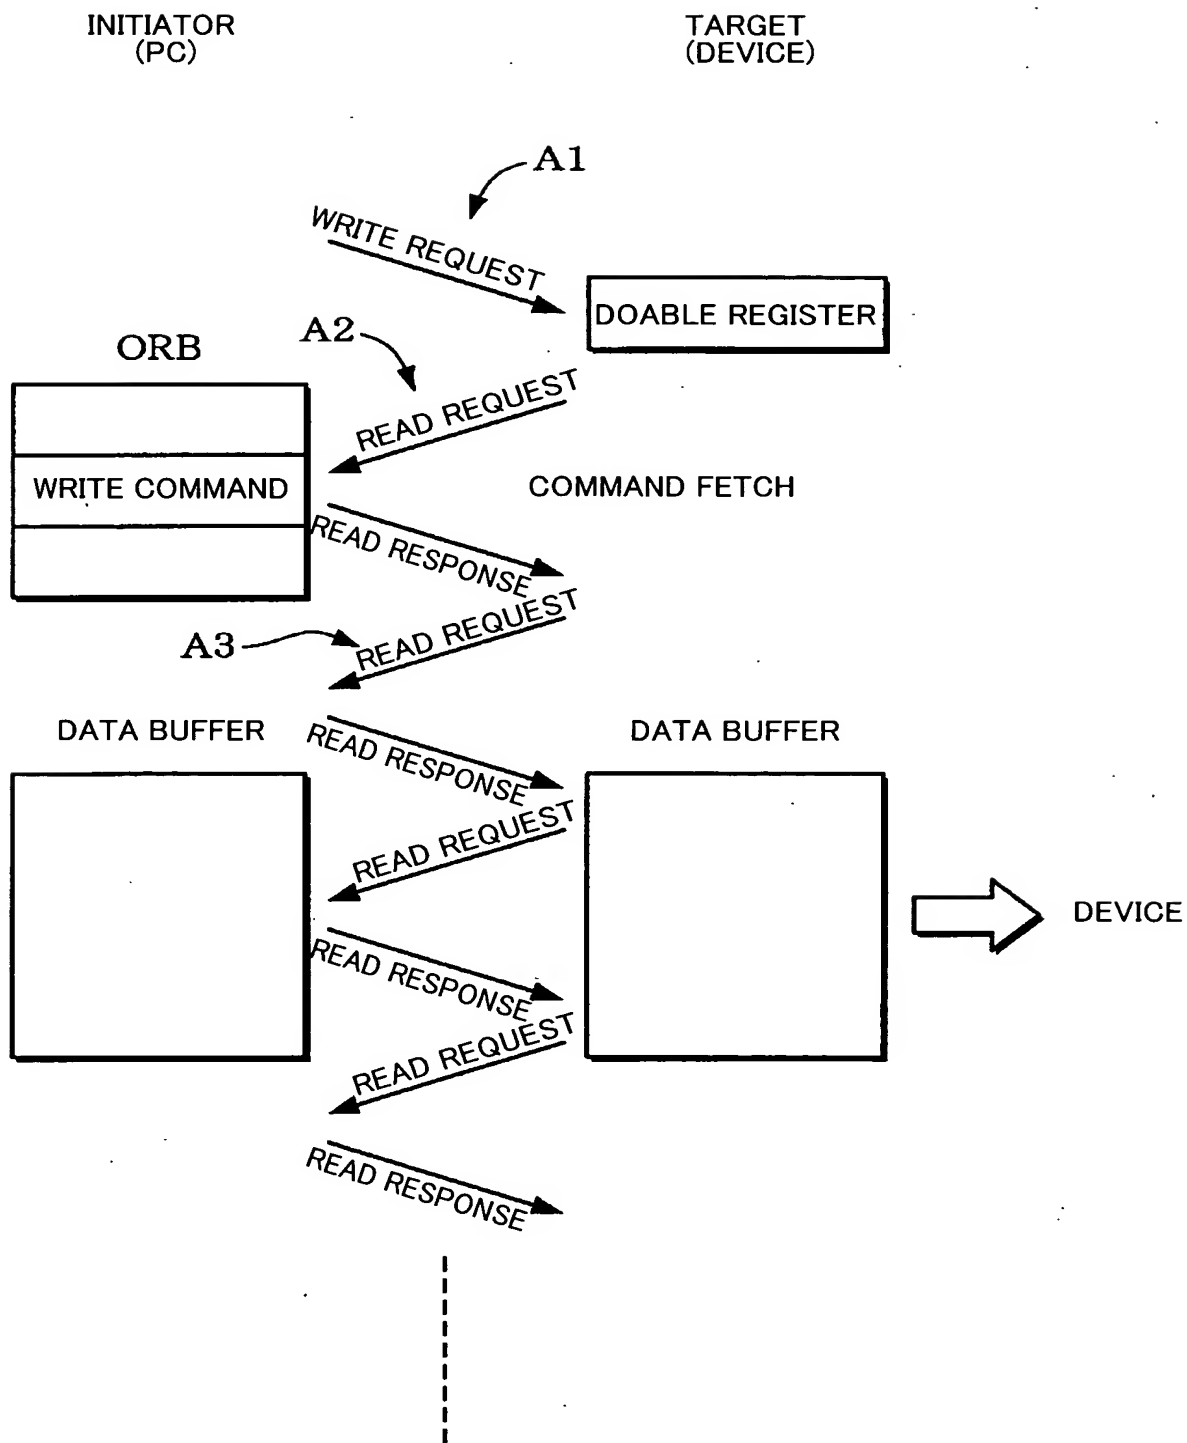 INITIATOR
(PC)
TARGET
(DEVICE)
A1
WRITE REQUEST
DOABLE REGISTER
A2
ORB
READ REQUEST
WRITE COMMAND
COMMAND FETCH
READ RESPONSE
READ REQUEST
A3
DATA BUFFER
READ RESPONSE
DATA BUFFER
READ REQUEST
DEVICE
READ RESPONSE
READ REQUEST
READ RESPONSE